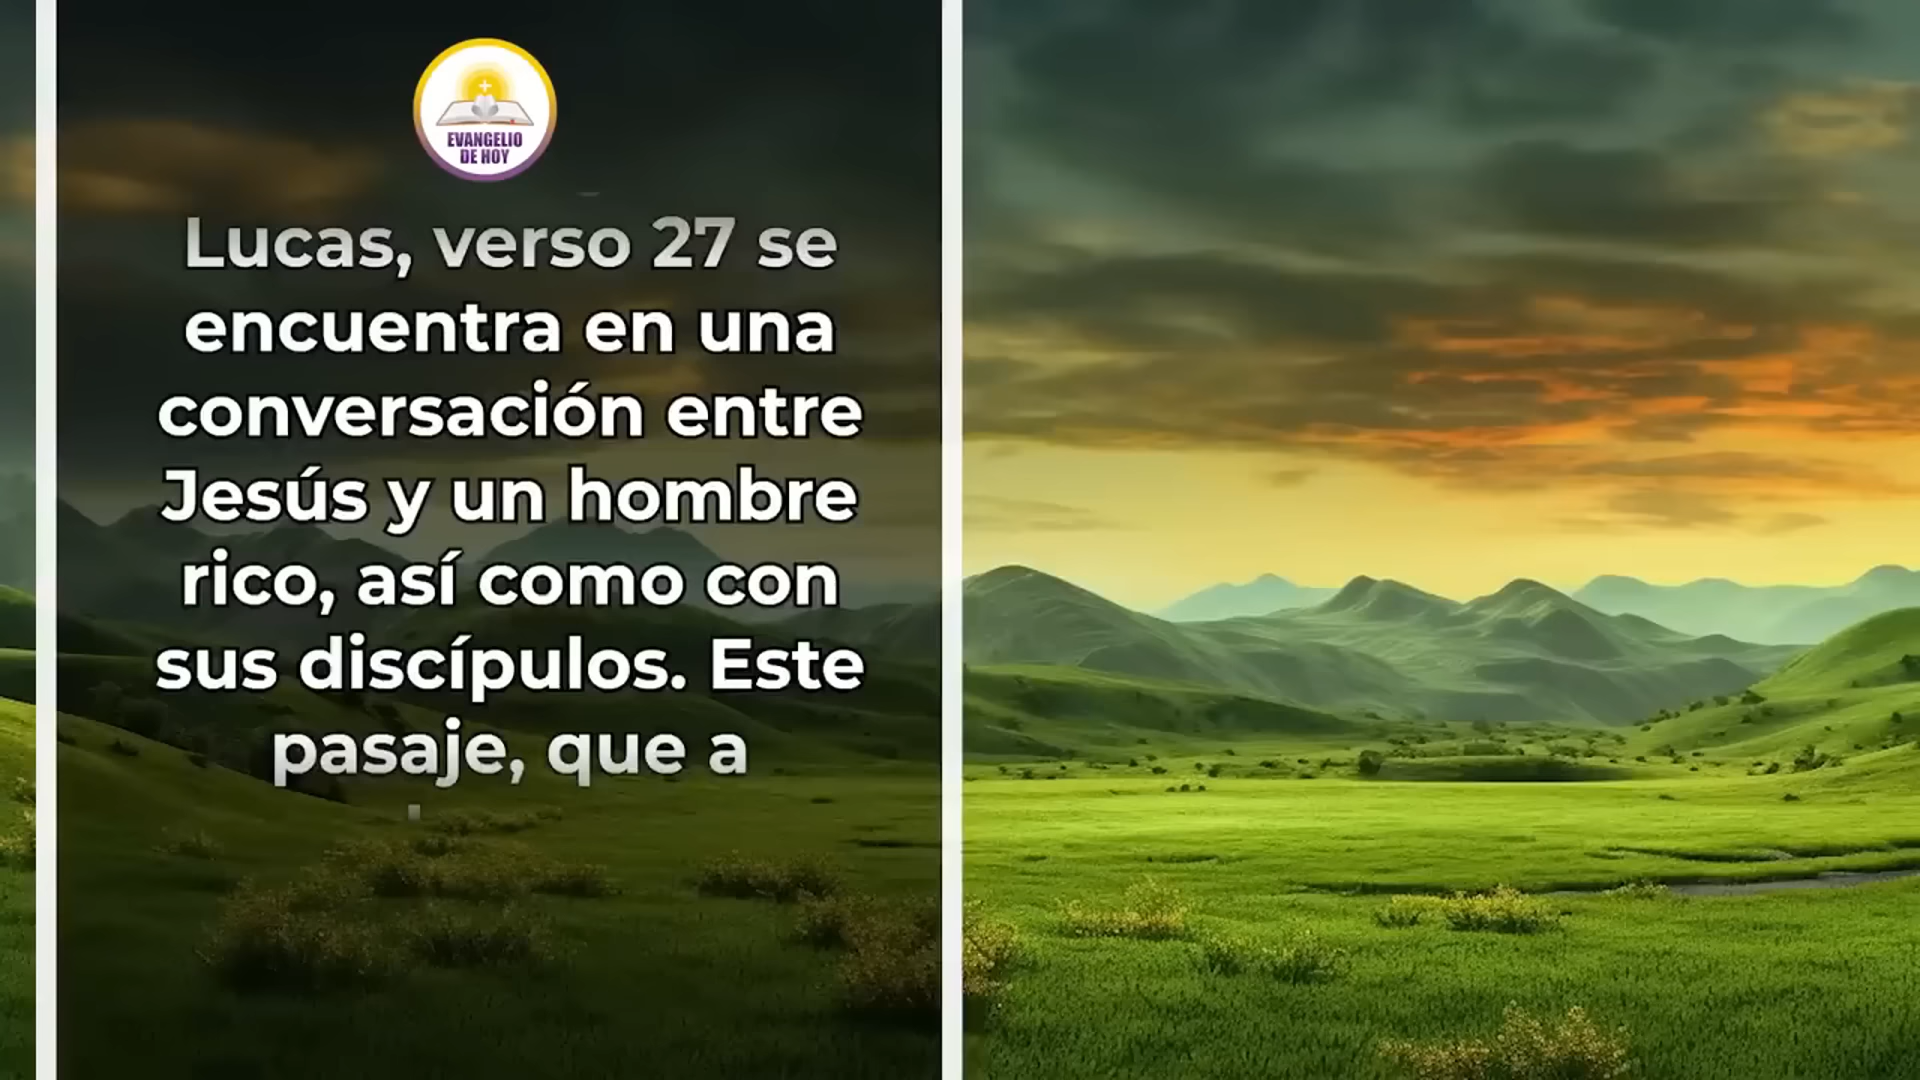 EVANGELIO
DE HOY
Lucas, verso 27 se
encuentra en una
conversación entre
Jesús y un hombre
rico, así como con
sus discípulos. Este
pasaje, que a